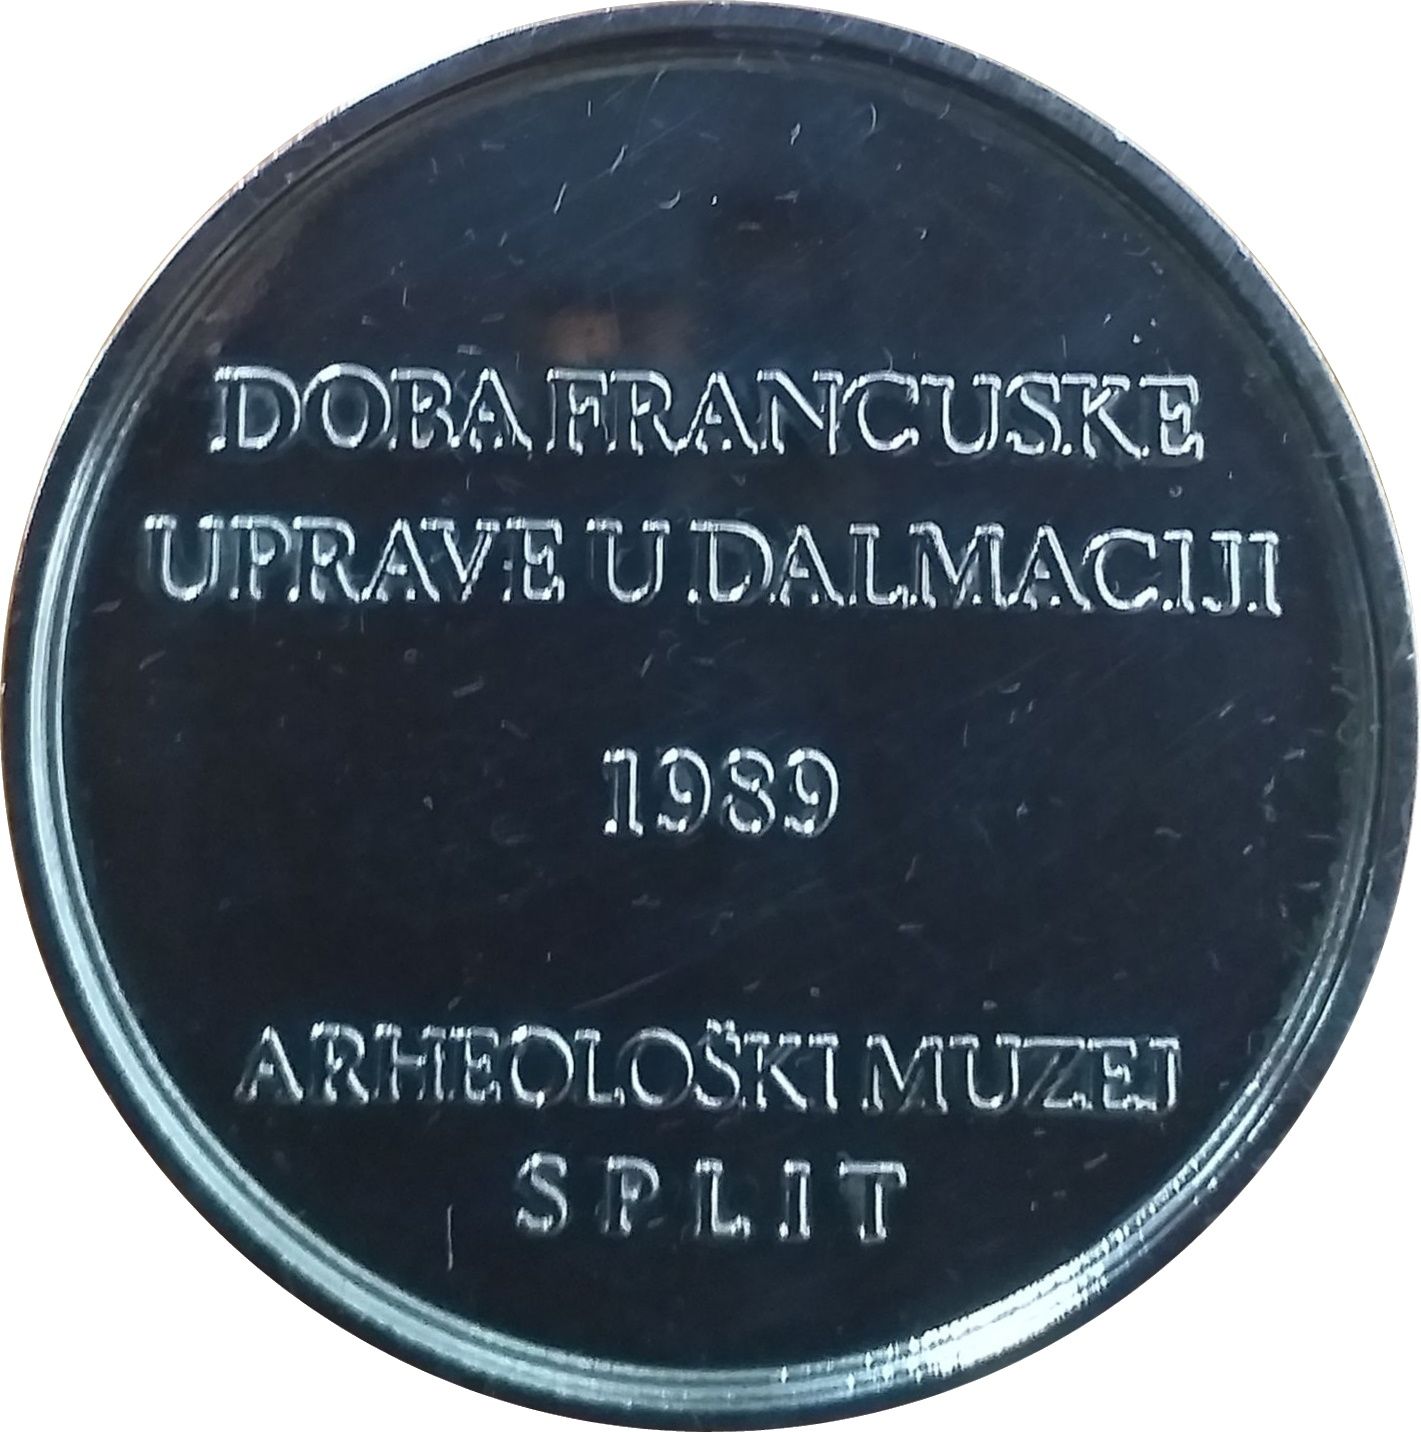 DOBA FRANCUSKE
UPRAVE U DALMACIJI
1989
ARHEOLOŠKI MUZEJ
SPLIT